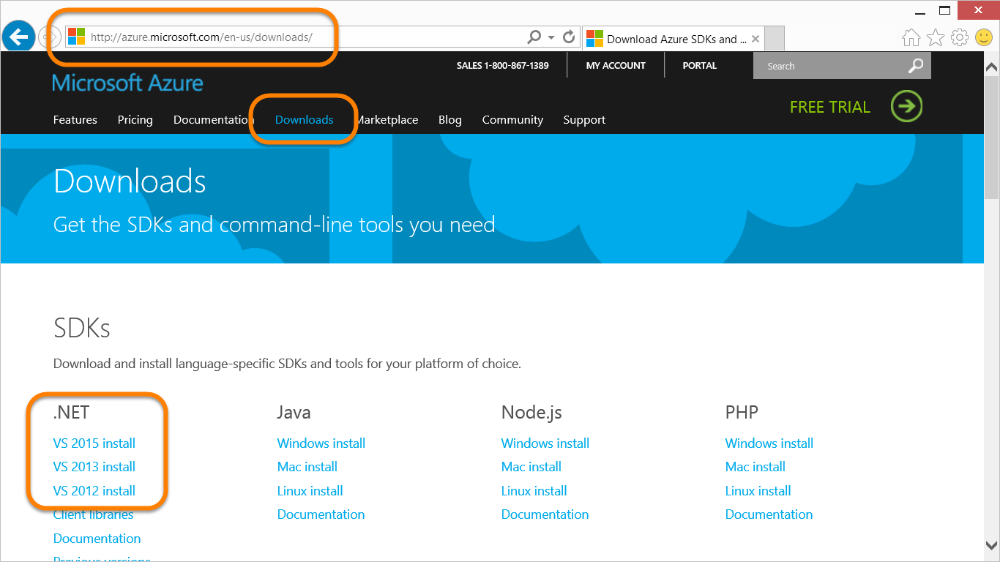 http://azure.microsoft.com/en-us/downloads/
Download Azure SDKs and ...
SALES 1-800-867-1389
MY ACCOUNT
PORTAL
Search
Microsoft Azure
FREE TRIAL
Features Pricing Documentation Downloads Marketplace Blog Community Support
Downloads
Get the SDKs and command-line tools you need
SDKs
Download and install language-specific SDKs and tools for your platform of choice.
.NET
VS 2015 install
VS 2013 install
VS 2012 install
Client libraries
Documentation
Previous versions
Java
Windows install
Mac install
Linux install
Documentation
Node.js
Windows install
Mac install
Linux install
Documentation
PHP
Windows install
Mac install
Linux install
Documentation